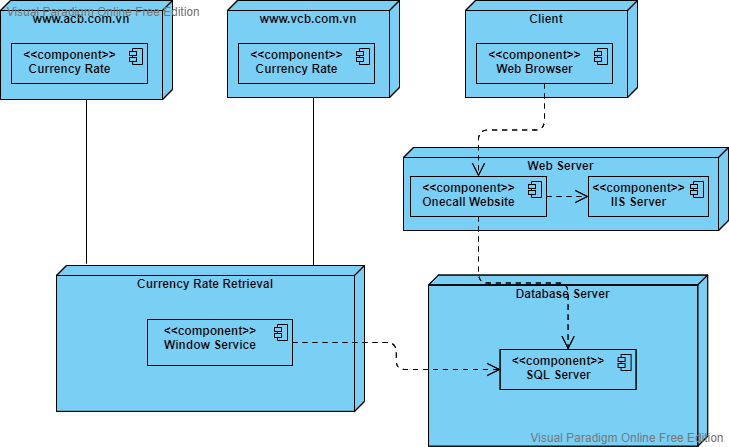 Visual Paradigm Online Free Edition
www.acb.com.vn
<<component>>
Currency Rate
www.vcb.com.vn
<<component>>
Currency Rate
Client
<<component>>
Web Browser
Web Server
<<component>>
Onecall Website
<<component>>
IIS Server
Currency Rate Retrieval
<<component>>
Window Service
Database Server
<<component>>
SQL Server
Visual Paradigm Online Free Edition